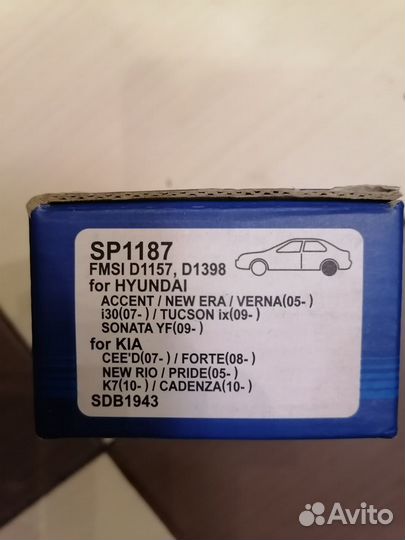 SP1187
FMSI D1157, D1398
for HYUNDAI
ACCENT / NEW ERA / VERNA(05- )
i30(07- ) / TUCSON ix(09- )
SONATA YF(09- )
for KIA
CEE'D(07- ) / FORTE(08- )
NEW RIO / PRIDE(05- )
K7(10- ) / CADENZA(10- )
SDB1943
Avito